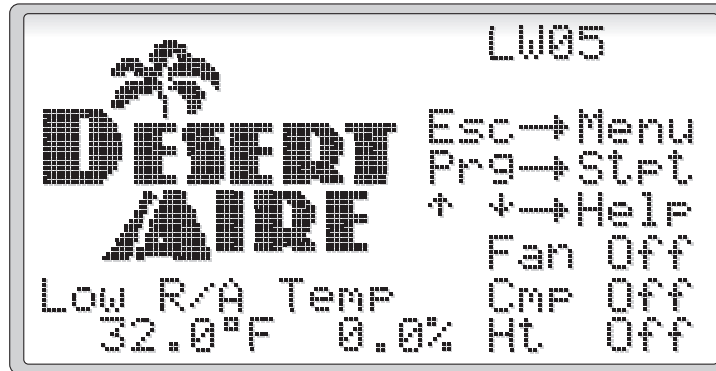 LW05
DESERT
AIRE
Esc→Menu
Prg→Stpt
↑ ↓→Help
Fan Off
Low R/A Temp Cmp Off
32.0°F 0.0% Ht Off